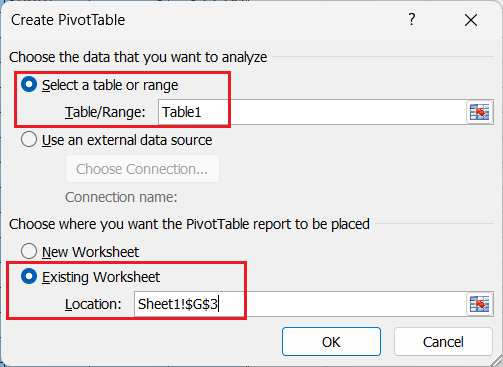 Create PivotTable ?
Choose the data that you want to analyze
Select a table or range
Table/Range: Table1
Use an external data source
Choose Connection...
Connection name:
Choose where you want the PivotTable report to be placed
New Worksheet
Existing Worksheet
Location: Sheet1!$G$3
OK Cancel